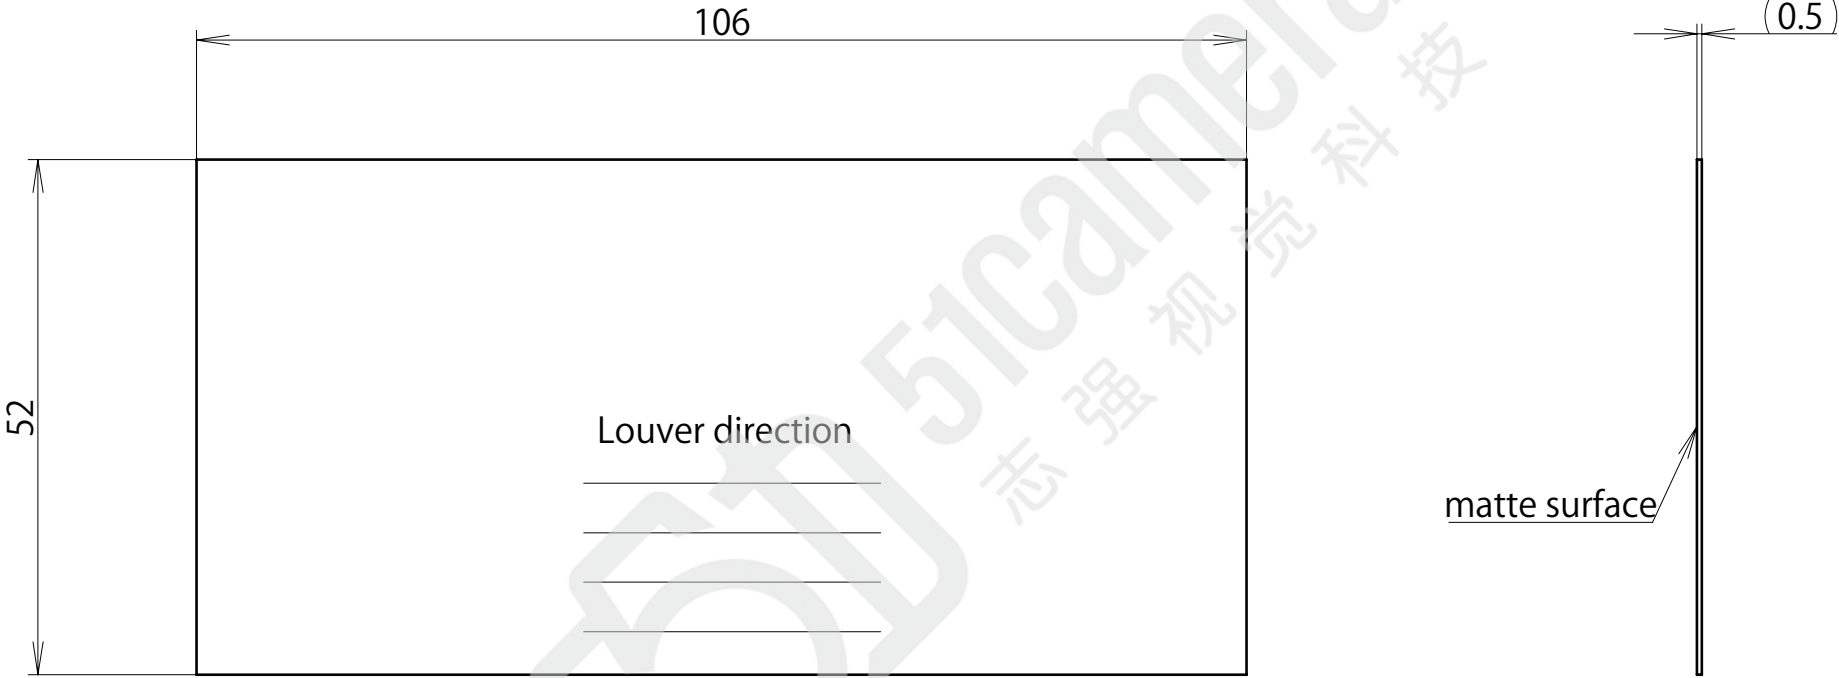 106
(0.5)
52
Louver direction
matte surface
51camera
志强视觉科技